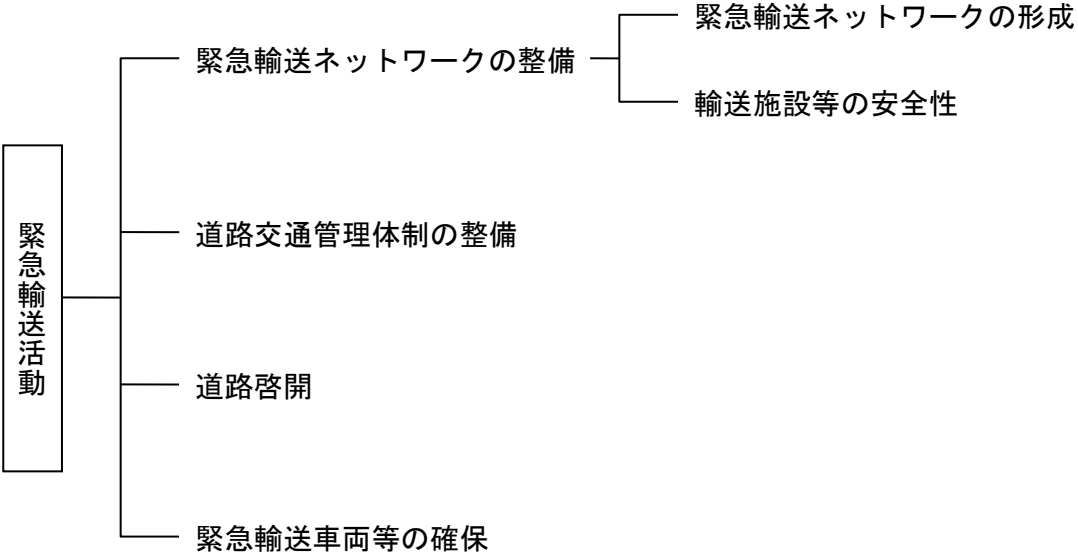 緊急輸送活動
緊急輸送ネットワークの整備
緊急輸送ネットワークの形成
輸送施設等の安全性
道路交通管理体制の整備
道路啓開
緊急輸送車両等の確保